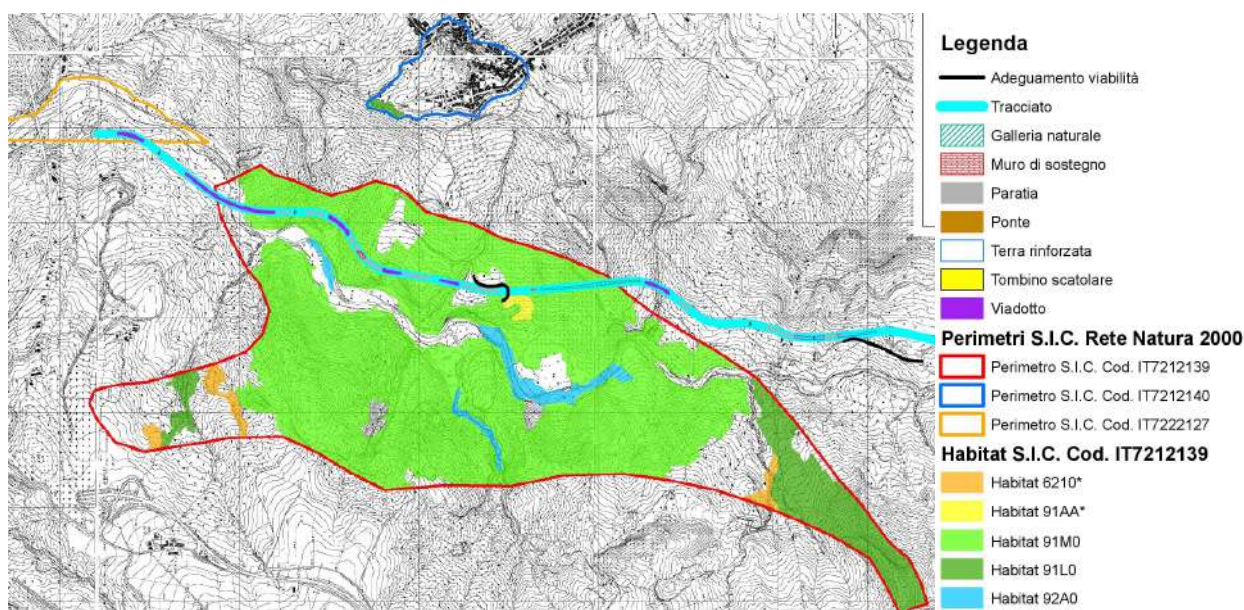 Legenda
Adeguamento viabilità
Tracciato
Galleria naturale
Muro di sostegno
Paratia
Ponte
Terra rinforzata
Tombino scatolare
Viadotto
Perimetri S.I.C. Rete Natura 2000
Perimetro S.I.C. Cod. IT7212139
Perimetro S.I.C. Cod. IT7212140
Perimetro S.I.C. Cod. IT7222127
Habitat S.I.C. Cod. IT7212139
Habitat 6210*
Habitat 91AA*
Habitat 91M0
Habitat 91L0
Habitat 92A0